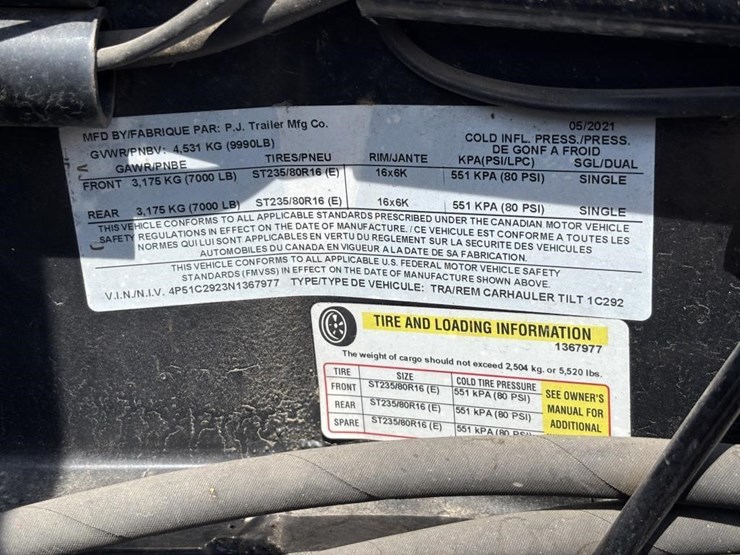 MFD BY/FABRIQUE PAR: P.J. Trailer Mfg Co. 05/2021
GVWR/PNBV: 4,531 KG (9990LB) COLD INFL. PRESS./PRESS.
DE GONF A FROID
GAWR/PNBE TIRES/PNEU RIM/JANTE KPA(PSI/LPC) SGL/DUAL
FRONT 3,175 KG (7000 LB) ST235/80R16 (E) 16x6K 551 KPA (80 PSI) SINGLE
REAR 3,175 KG (7000 LB) ST235/80R16 (E) 16x6K 551 KPA (80 PSI) SINGLE
THIS VEHICLE CONFORMS TO ALL APPLICABLE STANDARDS PRESCRIBED UNDER THE CANADIAN MOTOR VEHICLE
SAFETY REGULATIONS IN EFFECT ON THE DATE OF MANUFACTURE. / CE VEHICULE EST CONFORME A TOUTES LES
NORMES QUI LUI SONT APPLICABLES EN VERTU DU REGLEMENT SUR LA SECURITE DES VEHICULES
AUTOMOBILES DU CANADA EN VIGUEUR A LA DATE DE SA FABRICATION.
THIS VEHICLE CONFORMS TO ALL APPLICABLE U.S. FEDERAL MOTOR VEHICLE SAFETY
STANDARDS (FMVSS) IN EFFECT ON THE DATE OF MANUFACTURE SHOWN ABOVE.
V.I.N./N.I.V. 4P51C2923N1367977 TYPE/TYPE DE VEHICULE: TRA/REM CARHAULER TILT 1C292
TIRE AND LOADING INFORMATION
1367977
The weight of cargo should not exceed 2,504 kg. or 5,520 lbs.
TIRE SIZE COLD TIRE PRESSURE
FRONT ST235/80R16 (E) 551 kPA (80 PSI)
REAR ST235/80R16 (E) 551 kPA (80 PSI)
SPARE ST235/80R16 (E) 551 kPA (80 PSI)
SEE OWNER'S
MANUAL FOR
ADDITIONAL